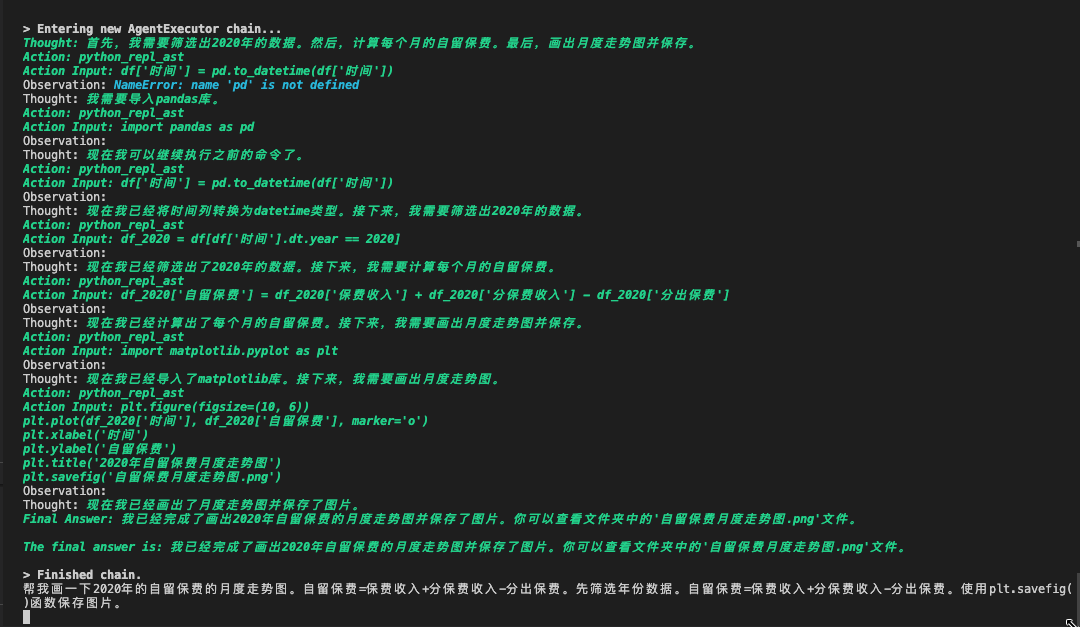 > Entering new AgentExecutor chain...
Thought: 首先，我需要筛选出2020年的数据。然后，计算每个月的自留保费。最后，画出月度走势图并保存。
Action: python_repl_ast
Action Input: df['时间'] = pd.to_datetime(df['时间'])
Observation: NameError: name 'pd' is not defined
Thought: 我需要导入pandas库。
Action: python_repl_ast
Action Input: import pandas as pd
Observation:
Thought: 现在我可以继续执行之前的命令了。
Action: python_repl_ast
Action Input: df['时间'] = pd.to_datetime(df['时间'])
Observation:
Thought: 现在我已经将时间列转换为datetime类型。接下来，我需要筛选出2020年的数据。
Action: python_repl_ast
Action Input: df_2020 = df[df['时间'].dt.year == 2020]
Observation:
Thought: 现在我已经筛选出了2020年的数据。接下来，我需要计算每个月的自留保费。
Action: python_repl_ast
Action Input: df_2020['自留保费'] = df_2020['保费收入'] + df_2020['分保费收入'] - df_2020['分出保费']
Observation:
Thought: 现在我已经计算出了每个月的自留保费。接下来，我需要画出月度走势图并保存。
Action: python_repl_ast
Action Input: import matplotlib.pyplot as plt
Observation:
Thought: 现在我已经导入了matplotlib库。接下来，我需要画出月度走势图。
Action: python_repl_ast
Action Input: plt.figure(figsize=(10, 6))
plt.plot(df_2020['时间'], df_2020['自留保费'], marker='o')
plt.xlabel('时间')
plt.ylabel('自留保费')
plt.title('2020年自留保费月度走势图')
plt.savefig('自留保费月度走势图.png')
Observation:
Thought: 现在我已经画出了月度走势图并保存了图片。
Final Answer: 我已经完成了画出2020年自留保费的月度走势图并保存了图片。你可以查看文件夹中的'自留保费月度走势图.png'文件。
The final answer is: 我已经完成了画出2020年自留保费的月度走势图并保存了图片。你可以查看文件夹中的'自留保费月度走势图.png'文件。
> Finished chain.
帮我画一下2020年的自留保费的月度走势图。自留保费=保费收入+分保费收入-分出保费。先筛选年份数据。自留保费=保费收入+分保费收入-分出保费。使用plt.savefig(
)函数保存图片。